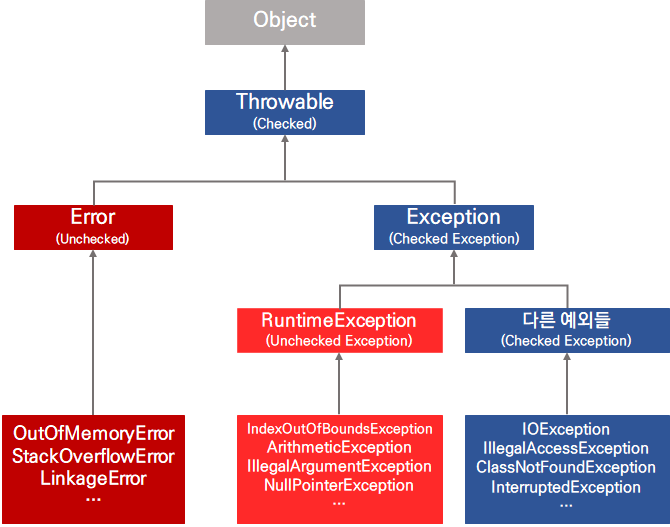 Object
Throwable
(Checked)
Error
(Unchecked)
Exception
(Checked Exception)
RuntimeException
(Unchecked Exception)
다른 예외들
(Checked Exception)
OutOfMemoryError
StackOverflowError
LinkageError
...
IndexOutOfBoundsException
ArithmeticException
IllegalArgumentException
NullPointerException
...
IOException
IllegalAccessException
ClassNotFoundException
InterruptedException
...